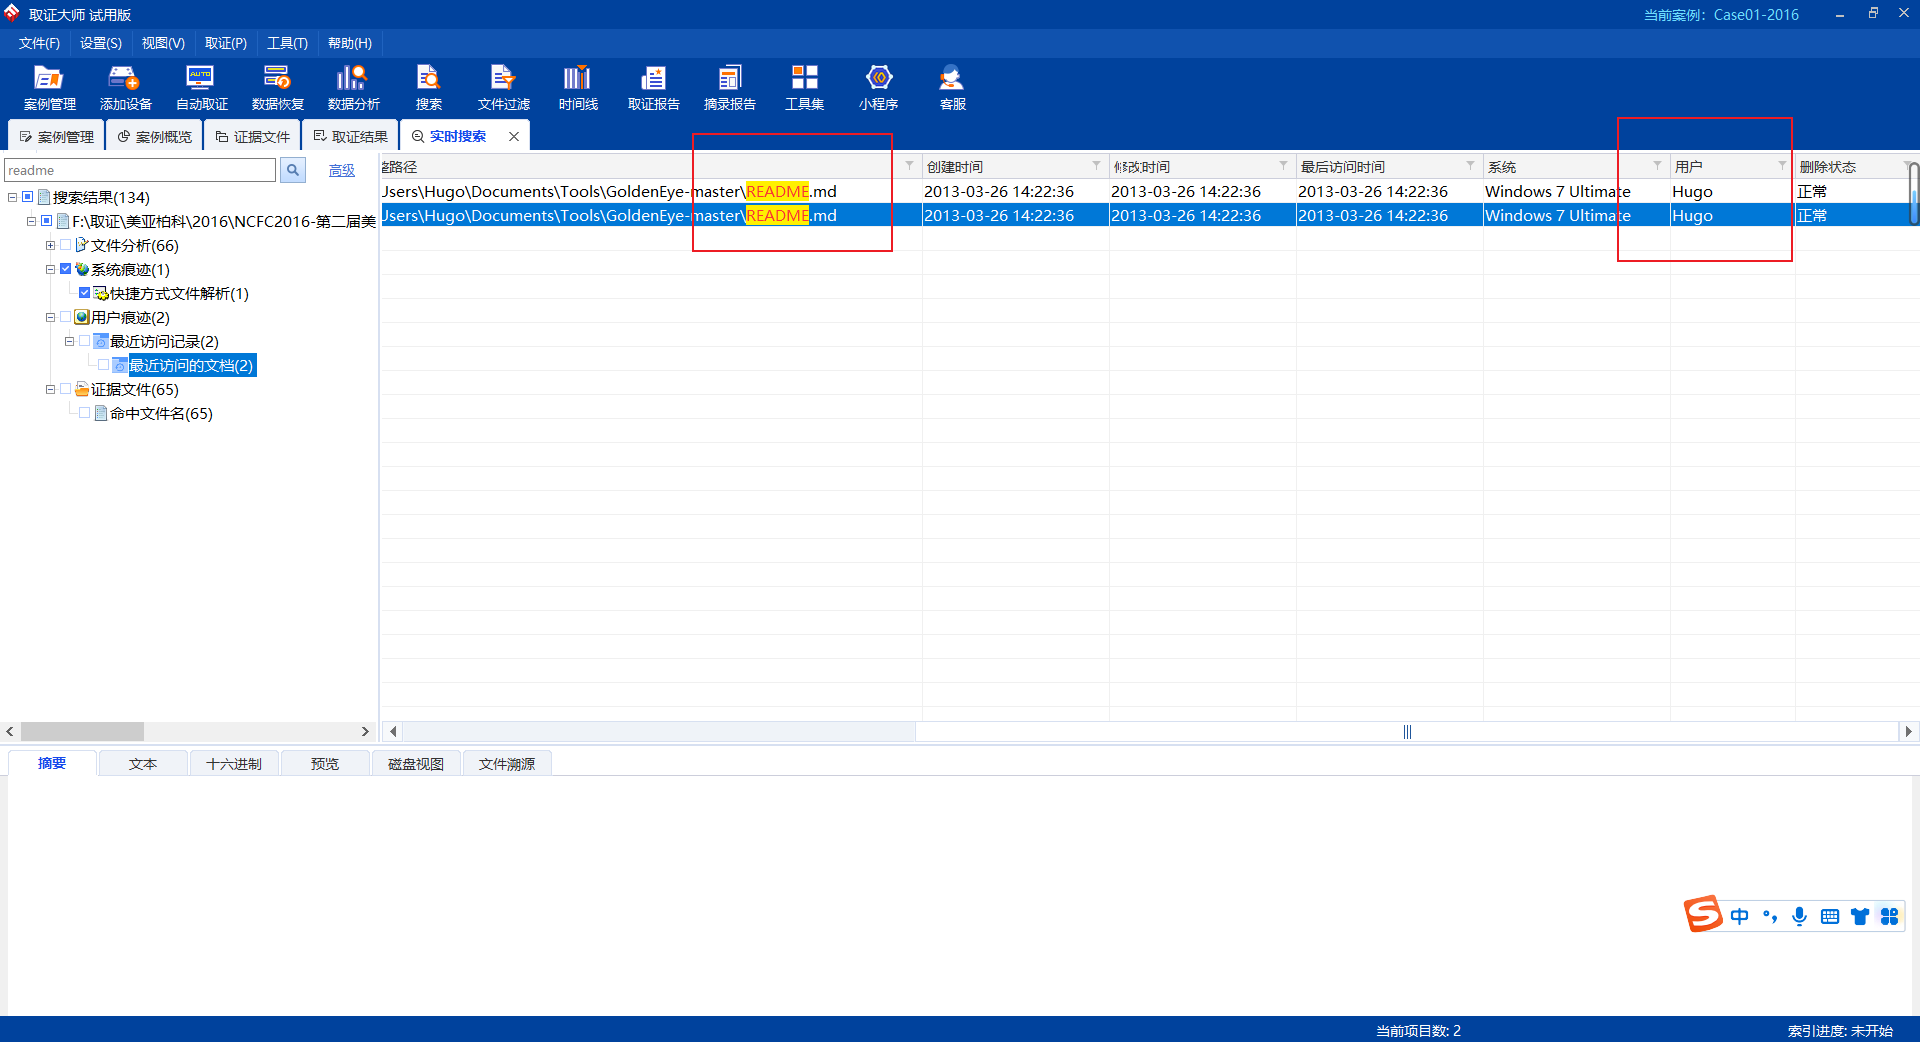 取证大师 试用版
当前案例：Case01-2016
文件(F) 设置(S) 视图(V) 取证(P) 工具(T) 帮助(H)
AUTO
案例管理 添加设备 自动取证 数据恢复 数据分析 搜索 文件过滤 时间线 取证报告 摘录报告 工具集 小程序 客服
案例管理 案例概览 证据文件 取证结果 实时搜索
readme 高级
搜索结果(134)
F:\取证\美亚柏科\2016\NCFC2016-第二届美
文件分析(66)
系统痕迹(1)
快捷方式文件解析(1)
用户痕迹(2)
最近访问记录(2)
最近访问的文档(2)
证据文件(65)
命中文件名(65)
路径 创建时间 修改时间 最后访问时间 系统 用户 删除状态
Jsers\Hugo\Documents\Tools\GoldenEye-master\README.md 2013-03-26 14:22:36 2013-03-26 14:22:36 2013-03-26 14:22:36 Windows 7 Ultimate Hugo 正常
Jsers\Hugo\Documents\Tools\GoldenEye-master\README.md 2013-03-26 14:22:36 2013-03-26 14:22:36 2013-03-26 14:22:36 Windows 7 Ultimate Hugo 正常
摘要 文本 十六进制 预览 磁盘视图 文件溯源
S 中
当前项目数: 2
索引进度: 未开始